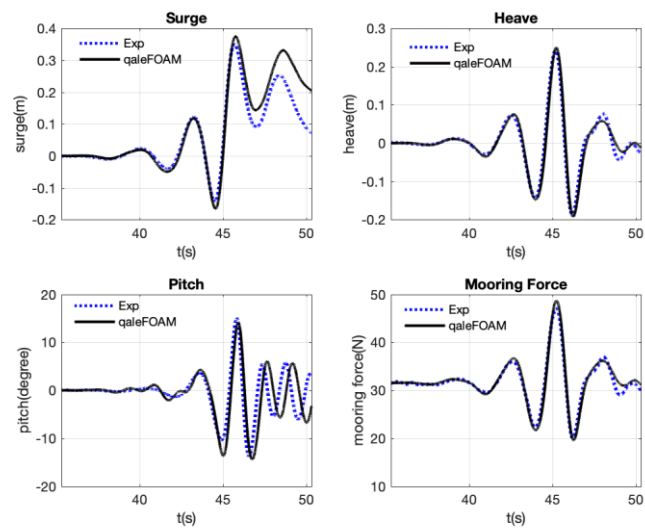 Surge
0.4
0.3
0.2
0.1
0
-0.1
-0.2
surge(m)
Exp
qaleFOAM
40 45 50
t(s)
Heave
0.3
0.2
0.1
0
-0.1
-0.2
heave(m)
Exp
qaleFOAM
40 45 50
t(s)
Pitch
20
10
0
-10
-20
pitch(degree)
Exp
qaleFOAM
40 45 50
t(s)
Mooring Force
50
40
30
20
10
mooring force(N)
Exp
qaleFOAM
40 45 50
t(s)